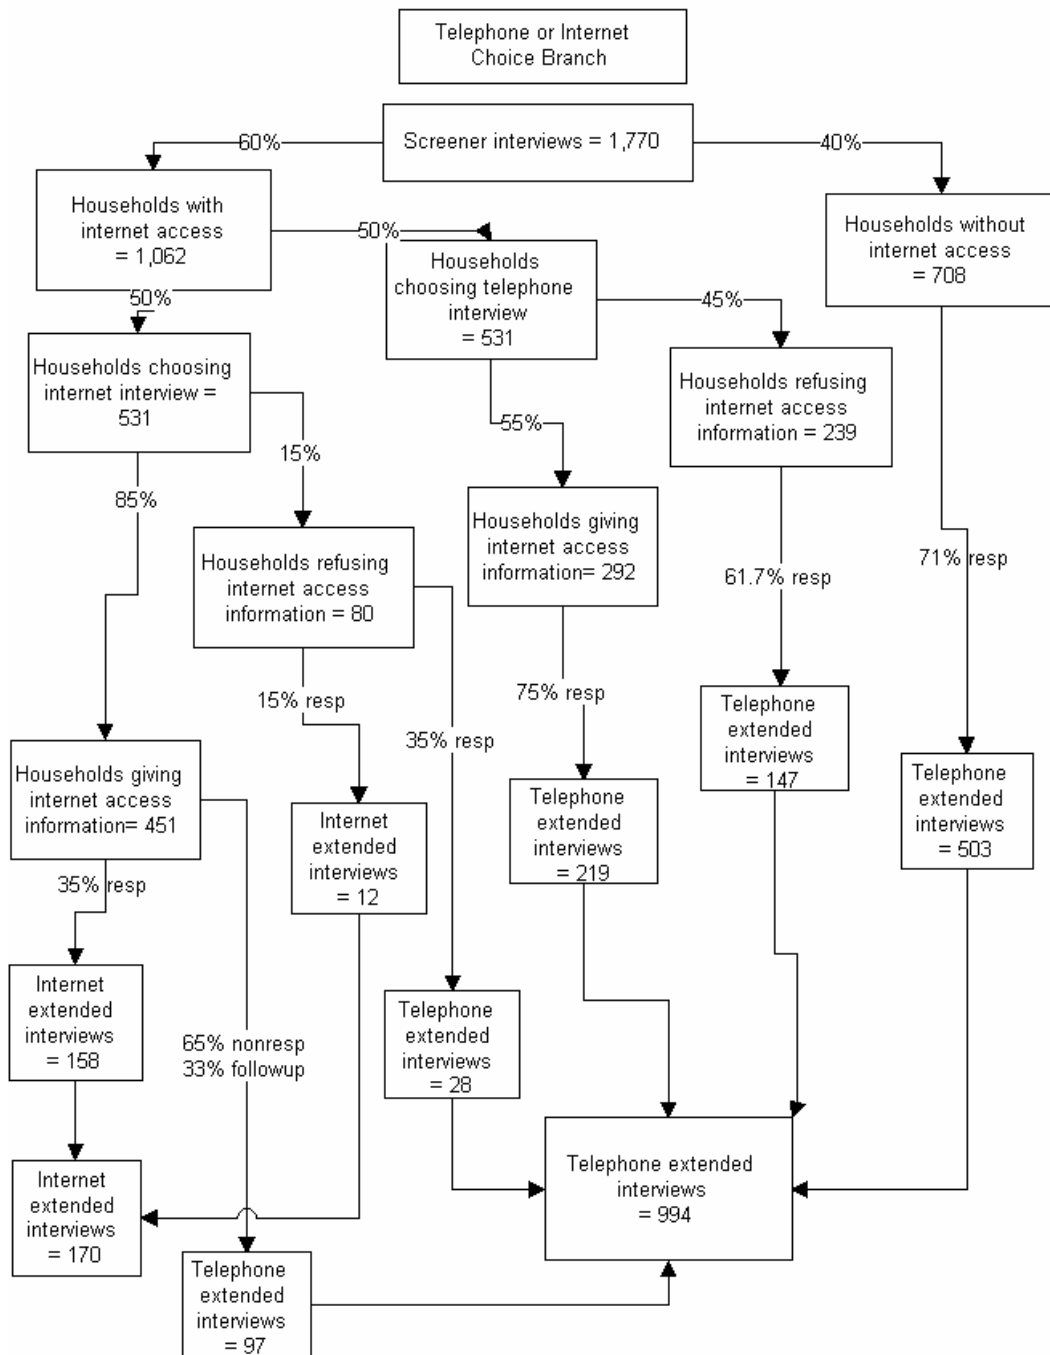 Telephone or Internet
Choice Branch
Screener interviews = 1,770
60%
40%
Households with
internet access
= 1,062
50%
Households without
internet access
= 708
Households
choosing telephone
interview
= 531
50%
45%
Households choosing
internet interview =
531
Households refusing
internet access
information = 239
15%
55%
85%
Households giving
internet access
information= 292
Households refusing
internet access
information = 80
61.7% resp
71% resp
15% resp
75% resp
35% resp
Telephone
extended
interviews
= 147
Households giving
internet access
information= 451
Telephone
extended
interviews
= 503
Telephone
extended
interviews
= 219
Internet
extended
interviews
= 12
35% resp
Internet
extended
interviews
= 158
65% nonresp
33% followup
Telephone
extended
interviews
= 28
Telephone extended
interviews
= 994
Internet
extended
interviews
= 170
Telephone
extended
interviews
= 97